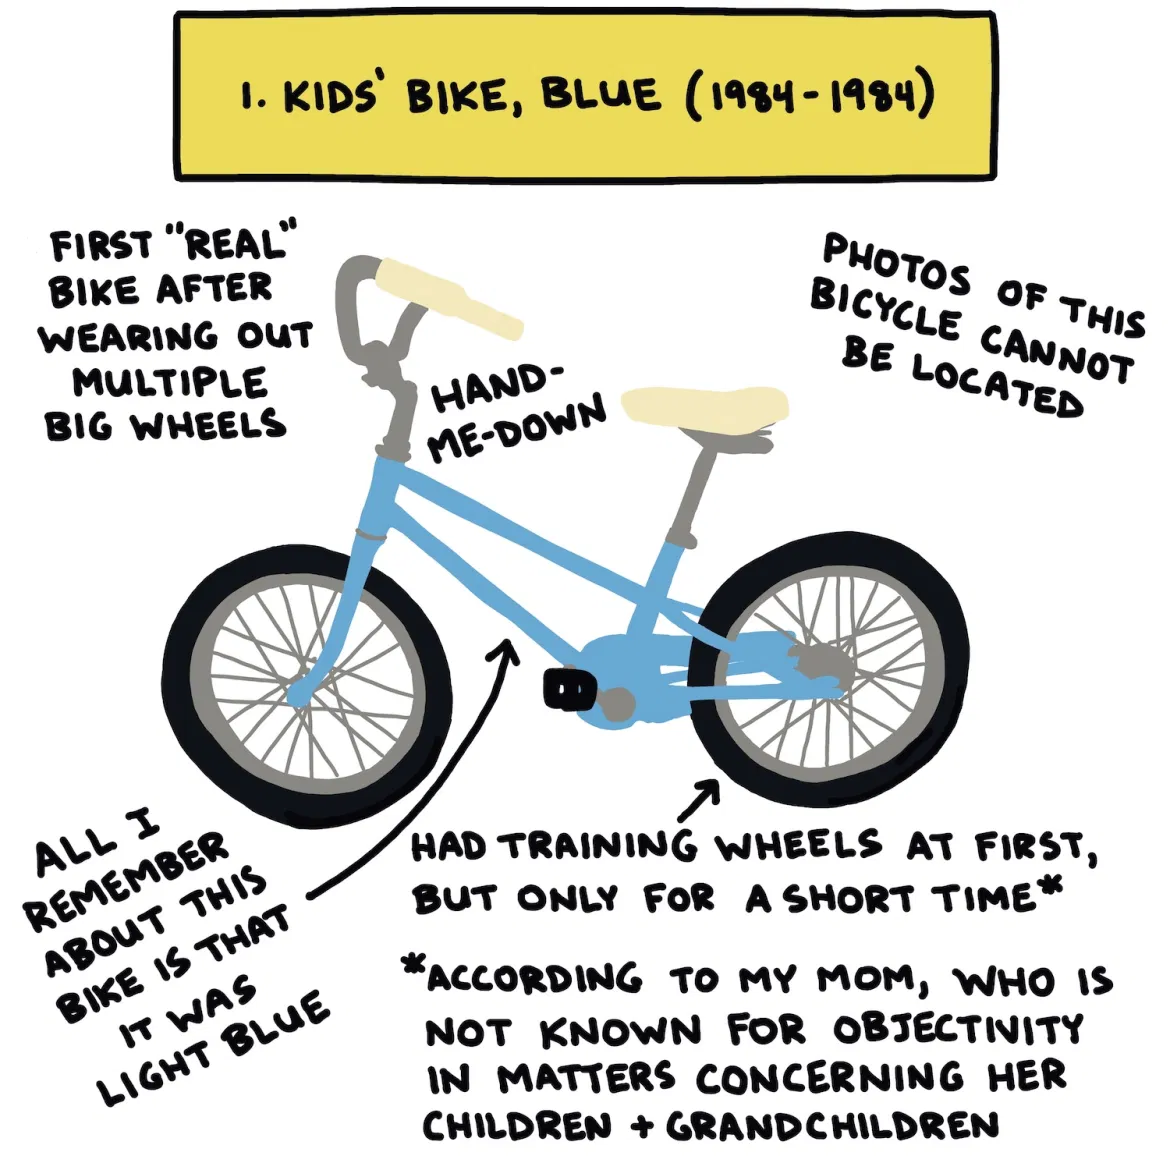 1. KIDS' BIKE, BLUE (1984-1984)
FIRST "REAL"
BIKE AFTER
WEARING OUT
MULTIPLE
BIG WHEELS
PHOTOS OF THIS
BICYCLE CANNOT
BE LOCATED
HAND-
ME-DOWN
ALL I
REMEMBER
ABOUT THIS
BIKE IS THAT
IT WAS
LIGHT BLUE
HAD TRAINING WHEELS AT FIRST,
BUT ONLY FOR A SHORT TIME*
*ACCORDING TO MY MOM, WHO IS
NOT KNOWN FOR OBJECTIVITY
IN MATTERS CONCERNING HER
CHILDREN + GRANDCHILDREN